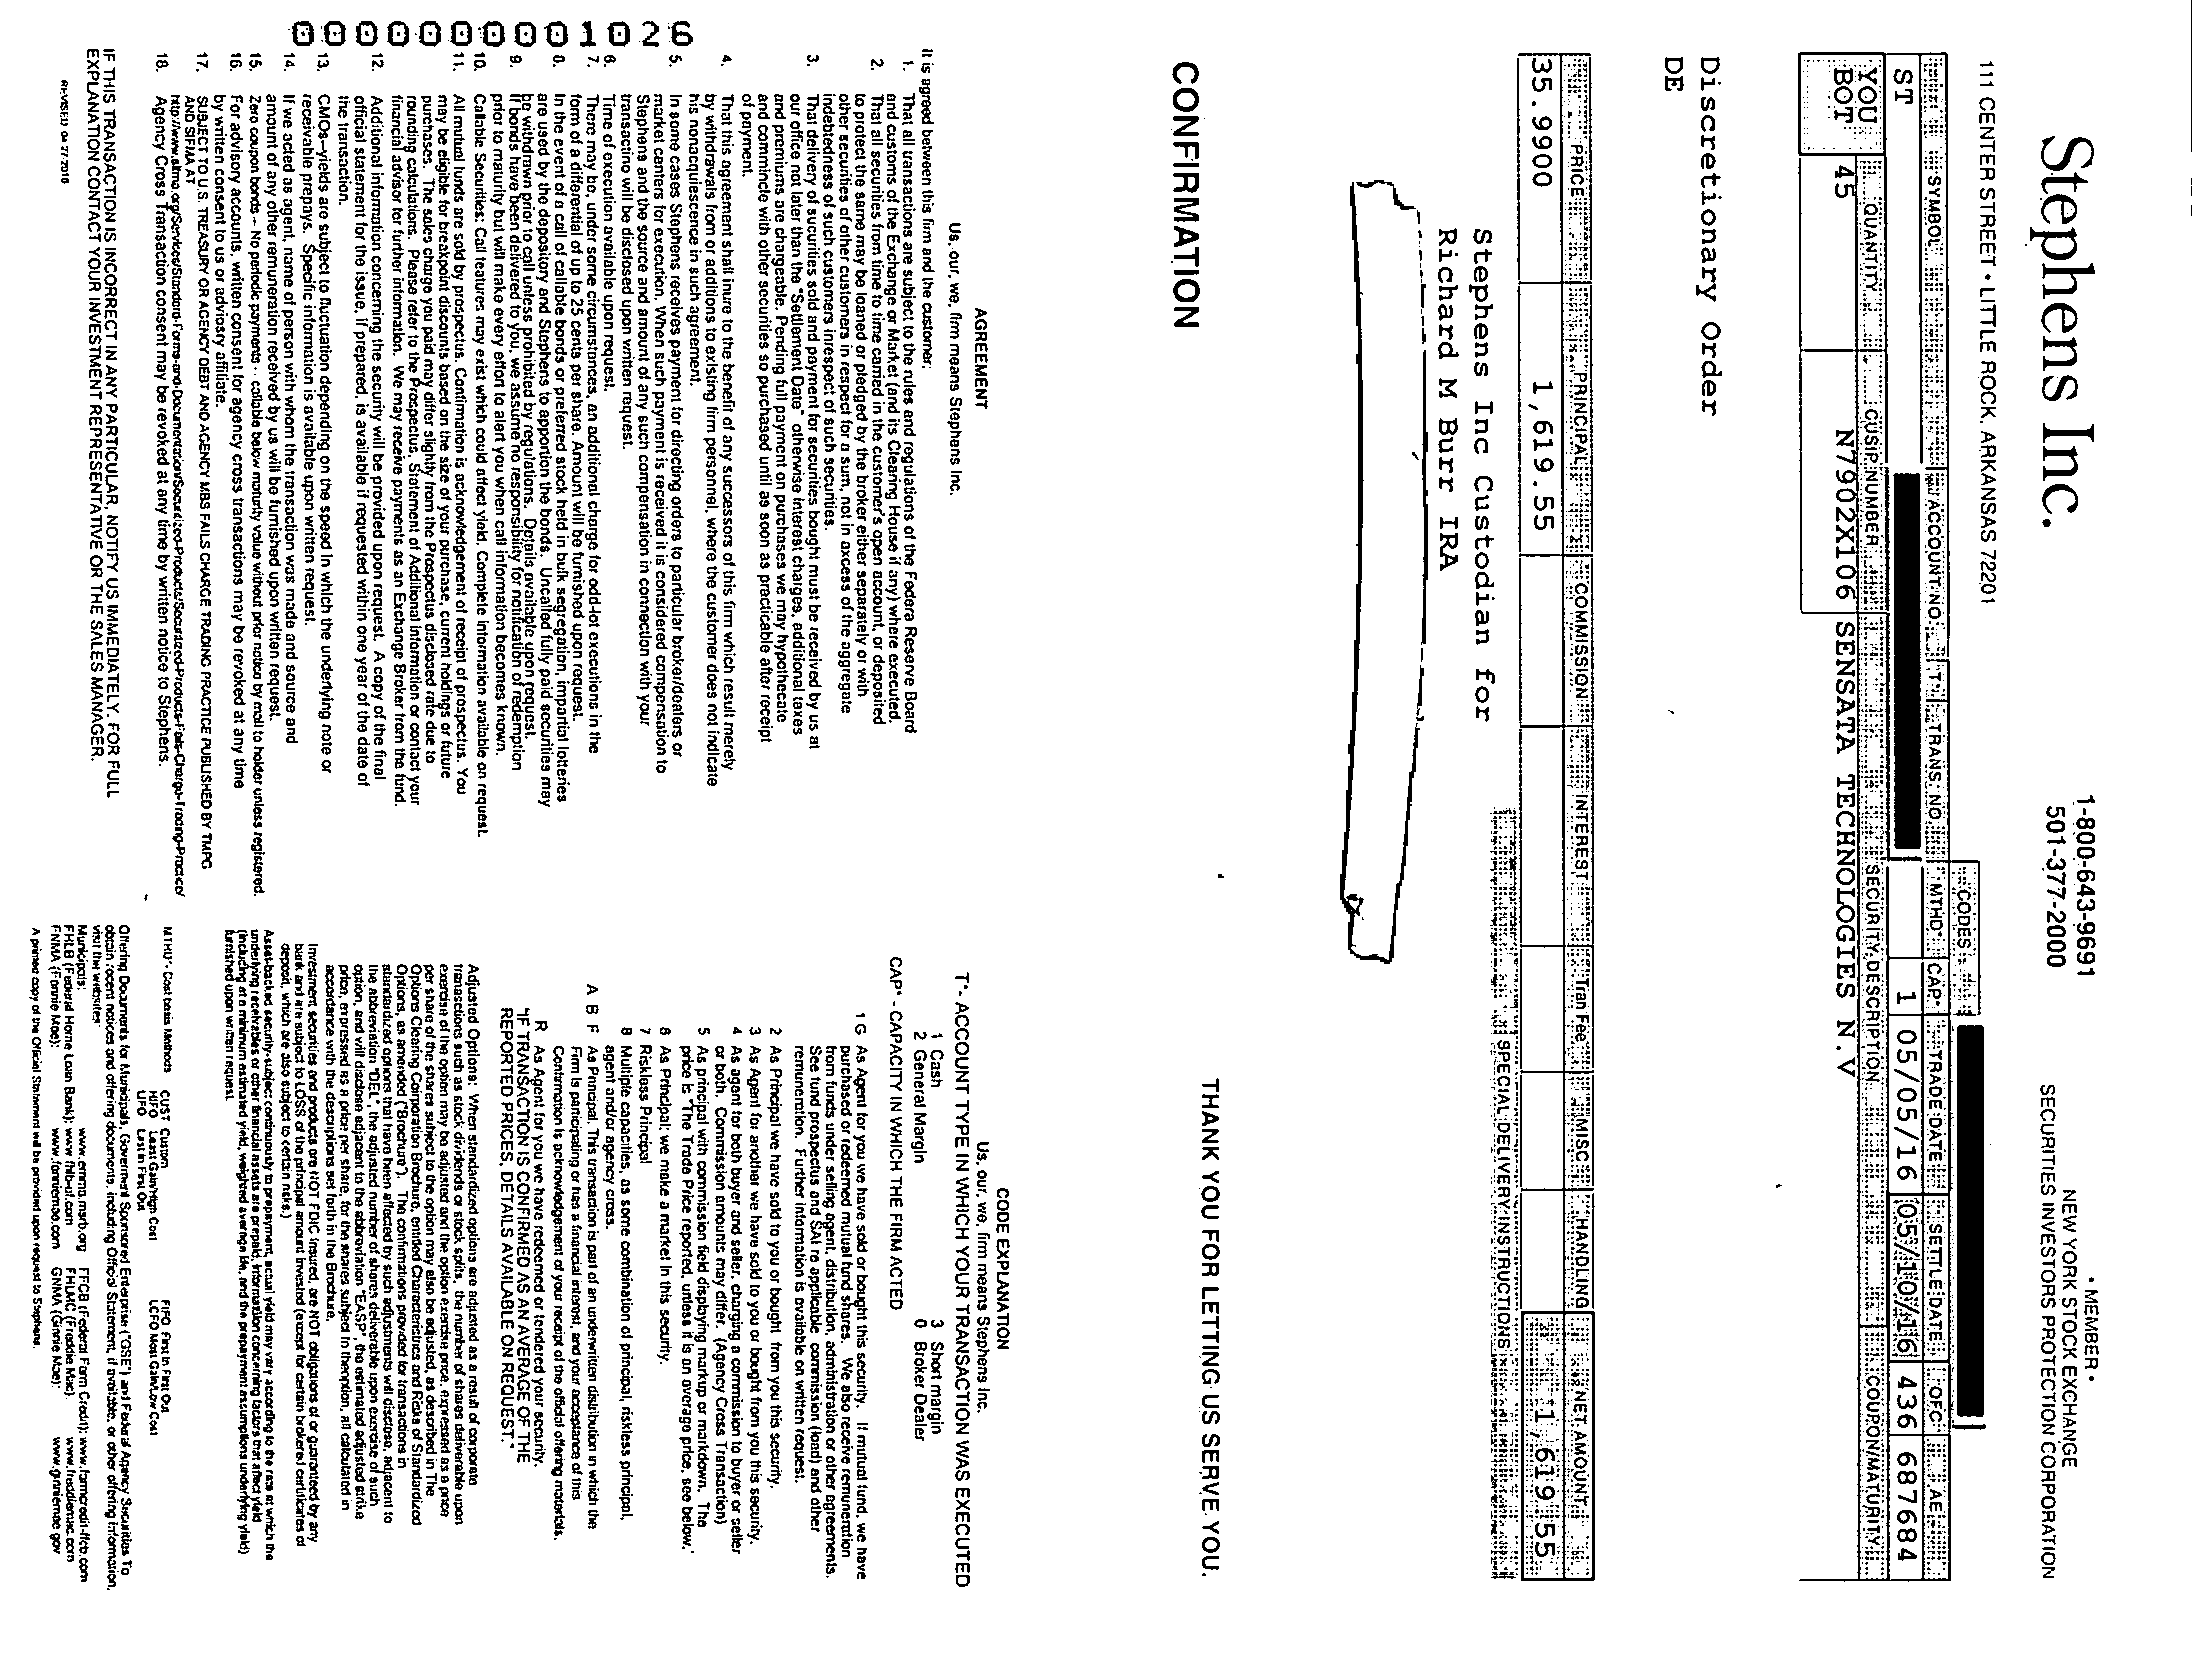 Stephens Inc.
111 CENTER STREET • LITTLE ROCK, ARKANSAS 72201
1-800-643-9691
501-377-2000
• MEMBER •
NEW YORK STOCK EXCHANGE
SECURITIES INVESTORS PROTECTION CORPORATION
CODES
SYMBOL ACCOUNT NO. T* TRANS. NO. MTHD* CAP* TRADE DATE SETTLE DATE OFC. AE
ST 1 05/05/16 05/10/16 436 687684
YOU BOT
QUANTITY CUSIP NUMBER SECURITY DESCRIPTION COUPON/MATURITY
45 N7902X106 SENSATA TECHNOLOGIES N.V
Discretionary Order
DE
PRICE PRINCIPAL COMMISSION INTEREST Tran Fee MISC. HANDLING NET AMOUNT
35.9900 1,619.55 1,619.55
SPECIAL DELIVERY INSTRUCTIONS
Stephens Inc Custodian for
Richard M Burr IRA
CONFIRMATION
THANK YOU FOR LETTING US SERVE YOU.
AGREEMENT
Us, our, we, firm means Stephens Inc.
It is agreed between this firm and the customer:
1. That all transactions are subject to the rules and regulations of the Federal Reserve Board
and customs of the Exchange or Market (and its Clearing House if any) where executed.
2. That all securities from time to time carried in the customer's open account, or deposited
to protect the same may be loaned or pledged by the broker either separately or with
other securities of other customers in respect for a sum, not in excess of the aggregate
indebtedness of such customers inrespect of such securities.
3. That delivery of securities sold and payment for securities bought must be received by us at
our office not later than the "Settlement Date" otherwise interest charges, additional taxes
and premiums are chargeable. Pending full payment on purchases we may hypothecate
and commingle with other securities so purchased until as soon as practicable after receipt
of payment.
4. That this agreement shall inure to the benefit of any successors of this firm which result merely
by withdrawals from or additions to existing firm personnel, where the customer does not indicate
his nonacquiescence in such agreement.
5. In some cases Stephens receives payment for directing orders to particular broker/dealers or
market centers for execution. When such payment is received it is considered compensation to
Stephens and the source and amount of any such compensation in connection with your
transaction will be disclosed upon written request.
6. Time of execution available upon request.
7. There may be, under some circumstances, an additional charge for odd-lot executions in the
form of a differential of up to 25 cents per share. Amount will be furnished upon request.
8. In the event of a call of callable bonds or preferred stock held in bulk segregation, impartial lotteries
are used by the depository and Stephens to apportion the bonds. Uncalled fully paid securities may
be withdrawn prior to call unless prohibited by regulations. Details available upon request.
9. If bonds have been delivered to you, we assume no responsibility for notification of redemption
prior to maturity but will make every effort to alert you when call information becomes known.
10. Callable Securities: Call features may exist which could affect yield. Complete information available on request.
11. All mutual funds are sold by prospectus. Confirmation is acknowledgement of receipt of prospectus. You
may be eligible for breakpoint discounts based on the size of your purchase, current holdings or future
purchases. The sales charge you paid may differ slightly from the Prospectus disclosed rate due to
rounding calculations. Please refer to the Prospectus, Statement of Additional Information or contact your
financial advisor for further information. We may receive payments as an Exchange Broker from the fund.
12. Additional information concerning the security will be provided upon request. A copy of the final
official statement for the issue, if prepared, is available if requested within one year of the date of
the transaction.
13. CMOs—yields are subject to fluctuation depending on the speed in which the underlying note or
receivable prepays. Specific information is available upon written request.
14. If we acted as agent, name of person with whom the transaction was made and source and
amount of any other remuneration received by us will be furnished upon written request.
15. Zero coupon bonds -- No periodic payments -- callable below maturity value without prior notice by mail to holder unless registered.
16. For advisory accounts, written consent for agency cross transactions may be revoked at any time
by written consent to us or advisory affiliate.
17. SUBJECT TO U.S. TREASURY OR AGENCY DEBT AND AGENCY MBS FAILS CHARGE TRADING PRACTICE PUBLISHED BY TMPG
AND SIFMA AT
http://www.sifma.org/Services/Standard-Forms-and-Documentation/Securitized-Products/Securitized-Products-Fails-Charge-Trading-Practice/
18. Agency Cross Transaction consent may be revoked at any time by written notice to Stephens.
IF THIS TRANSACTION IS INCORRECT IN ANY PARTICULAR, NOTIFY US IMMEDIATELY. FOR FULL
EXPLANATION CONTACT YOUR INVESTMENT REPRESENTATIVE OR THE SALES MANAGER.
REVISED 04/27/2010
00000000001026
CODE EXPLANATION
Us, our, we, firm means Stephens Inc.
T*- ACCOUNT TYPE IN WHICH YOUR TRANSACTION WAS EXECUTED
1 Cash 3 Short margin
2 General Margin 0 Broker Dealer
CAP* - CAPACITY IN WHICH THE FIRM ACTED
1 G As Agent for you we have sold or bought this security. If mutual fund, we have
purchased or redeemed mutual fund shares. We also receive remuneration
from funds under selling agent, distribution, administration or other agreements.
See fund prospectus and SAI re applicable commission (load) and other
remuneration. Further information is available on written request.
2 As Principal we have sold to you or bought from you this security.
3 As Agent for another we have sold to you or bought from you this security.
4 As agent for both buyer and seller, charging a commission to buyer or seller
or both. Commission amounts may differ. (Agency Cross Transaction)
5 As principal with commission field displaying markup or markdown. The
price is "The Trade Price reported, unless it is an average price, see below.'
6 As Principal; we make a market in this security.
7 Riskless Principal
8 Multiple capacities, as some combination of principal, riskless principal,
agent and/or agency cross.
A B F As Principal. This transaction is part of an underwritten distribution in which the
Firm is participating or has a financial interest, and your acceptance of this
Confirmation is acknowledgement of your receipt of the official offering materials.
R As Agent for you we have redeemed or tendered your security.
"IF TRANSACTION IS CONFIRMED AS AN AVERAGE OF THE
REPORTED PRICES, DETAILS AVAILABLE ON REQUEST."
Adjusted Options: When standardized options are adjusted as a result of corporate
transactions such as stock dividends or stock splits, the number of shares deliverable upon
exercise of the option may be adjusted and the option exercise price, expressed as a price
per share of the shares subject to the option may also be adjusted, as described in The
Options Clearing Corporation Brochure, entitled Characteristics and Risks of Standardized
Options, as amended ("Brochure"). The confirmations provided for transactions in
standardized options that have been affected by such adjustments will disclose, adjacent to
the abbreviation "DEL", the adjusted number of shares deliverable upon exercise of such
option, and will disclose adjacent to the abbreviation "EASP", the estimated adjusted strike
price, expressed as a price per share, for the shares subject in theoption, all calculated in
accordance with the descriptions set forth in the Brochure.
Investment securities and products are NOT FDIC insured, are NOT obligations of or guaranteed by any
bank and are subject to LOSS of the principal amount invested (except for certain brokered certificates of
deposit, which are also subject to certain risks.)
Asset-backed security-subject continuously to prepayment, actual yield may vary according to the rate at which the
underlying receivables or other financial assets are prepaid, information concerning factors that affect yield
(including at a minimum estimated yield, weighted average life, and the prepayment assumptions underlying yield)
furnished upon written request.
MTHD* - Cost basis Methods CUST Custom FIFO First in First Out
HIFO Least Gain/High Cost LCFO Most Gain/Low Cost
LIFO Last in First Out
Offering Documents for Municipals, Government Sponsored Enterprise ("GSE") and Federal Agency Securities To
obtain recent notices and offering documents, including Official Statement, if available, or other offering information,
visit the websites
Municipals: www.emma.msrb.org FFCB (Federal Farm Credit): www.farmcredit-ffcb.com
FHLB (Federal Home Loan Bank): www.fhlb-of.com FHLMC (Freddie Mac): www.freddiemac.com
FNMA (Fannie Mae): www.fanniemae.com GNMA (Ginnie Mae): www.ginniemae.gov
A printed copy of the Official Statement will be provided upon request to Stephens.